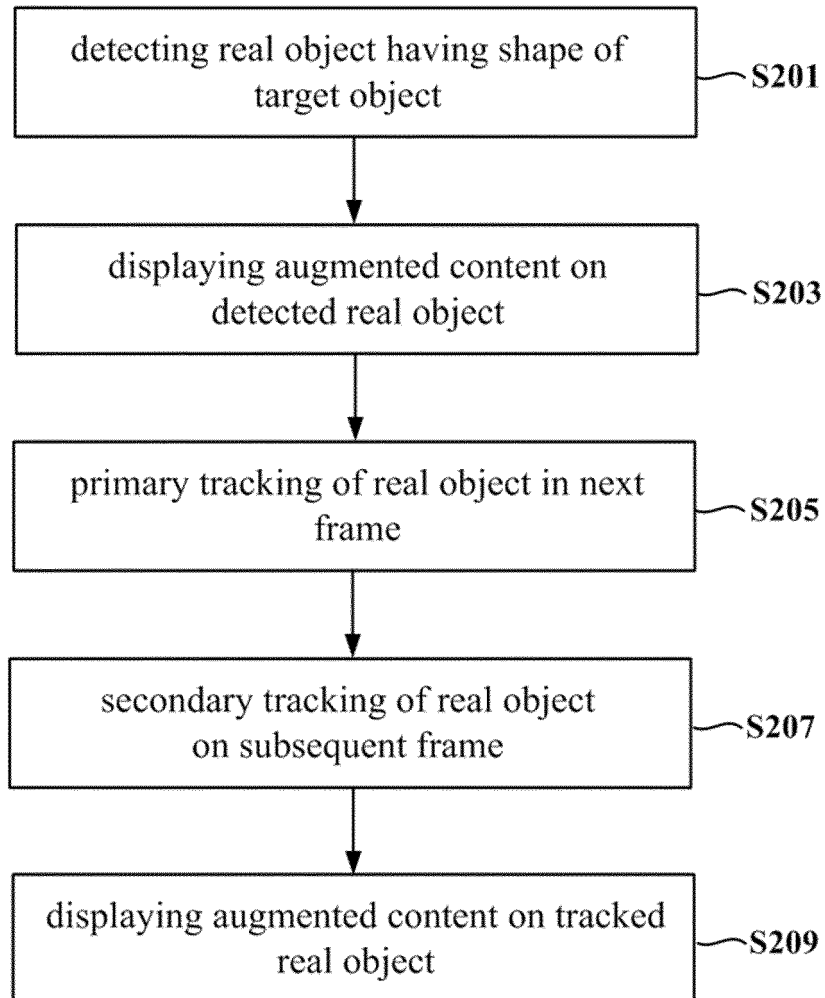 detecting real object having shape of
target object
S201
displaying augmented content on
detected real object
S203
primary tracking of real object in next
frame
S205
secondary tracking of real object
on subsequent frame
S207
displaying augmented content on tracked
real object
S209